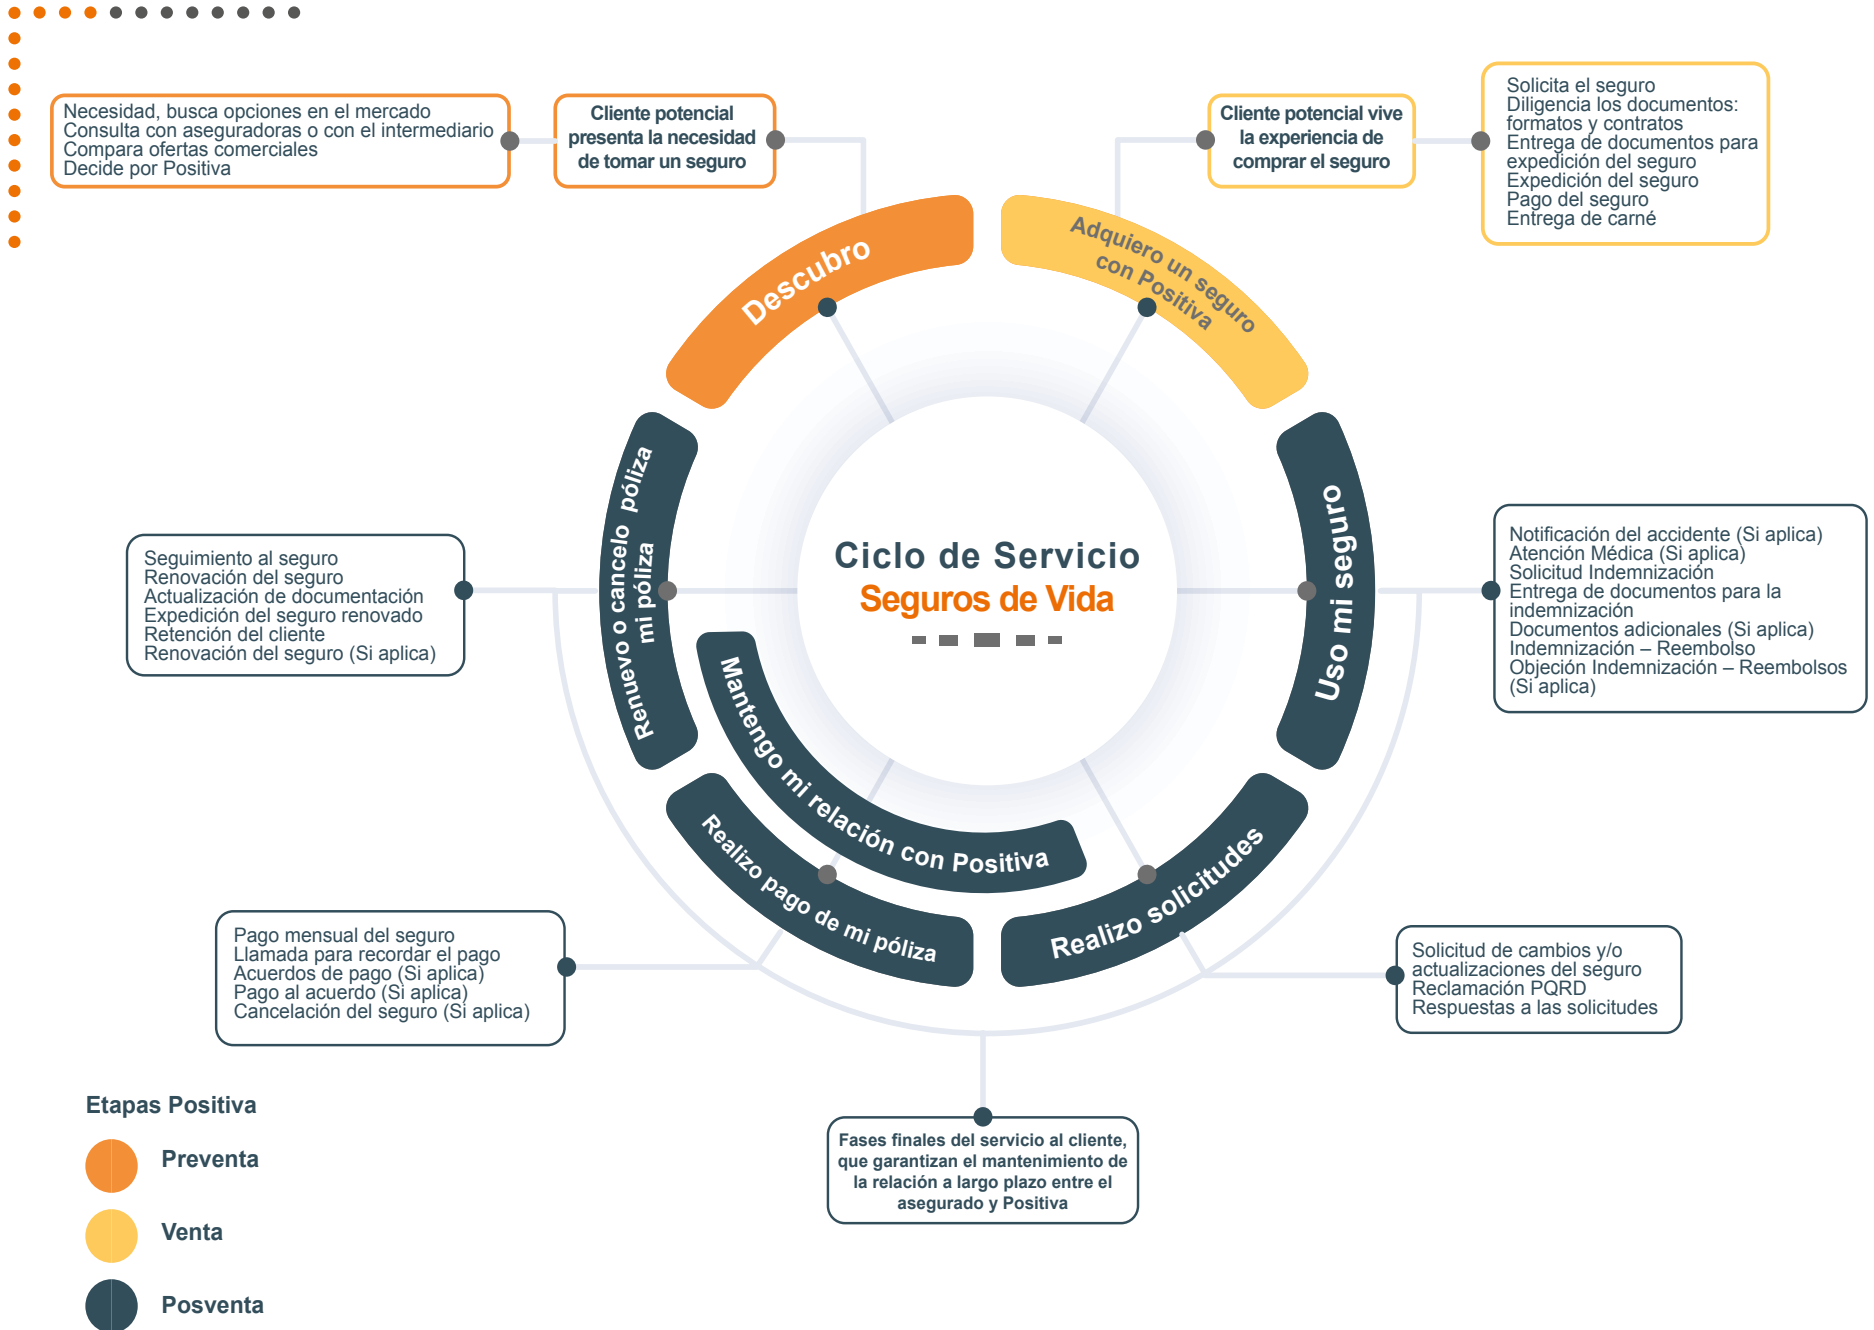 Necesidad, busca opciones en el mercado
Consulta con aseguradoras o con el intermediario
Compara ofertas comerciales
Decide por Positiva
Cliente potencial
presenta la necesidad
de tomar un seguro
Cliente potencial vive
la experiencia de
comprar el seguro
Solicita el seguro
Diligencia los documentos:
formatos y contratos
Entrega de documentos para
expedición del seguro
Expedición del seguro
Pago del seguro
Entrega de carné
Descubro
Adquiero un seguro
con Positiva
Renuevo o cancelo póliza
mi póliza
Uso mi seguro
Ciclo de Servicio
Seguros de Vida
Seguimiento al seguro
Renovación del seguro
Actualización de documentación
Expedición del seguro renovado
Retención del cliente
Renovación del seguro (Si aplica)
Notificación del accidente (Si aplica)
Atención Médica (Si aplica)
Solicitud Indemnización
Entrega de documentos para la
indemnización
Documentos adicionales (Si aplica)
Indemnización – Reembolso
Objeción Indemnización – Reembolsos
(Si aplica)
Mantengo mi relación con Positiva
Realizo pago de mi póliza
Realizo solicitudes
Pago mensual del seguro
Llamada para recordar el pago
Acuerdos de pago (Si aplica)
Pago al acuerdo (Si aplica)
Cancelación del seguro (Si aplica)
Solicitud de cambios y/o
actualizaciones del seguro
Reclamación PQRD
Respuestas a las solicitudes
Fases finales del servicio al cliente,
que garantizan el mantenimiento de
la relación a largo plazo entre el
asegurado y Positiva
Etapas Positiva
Preventa
Venta
Posventa